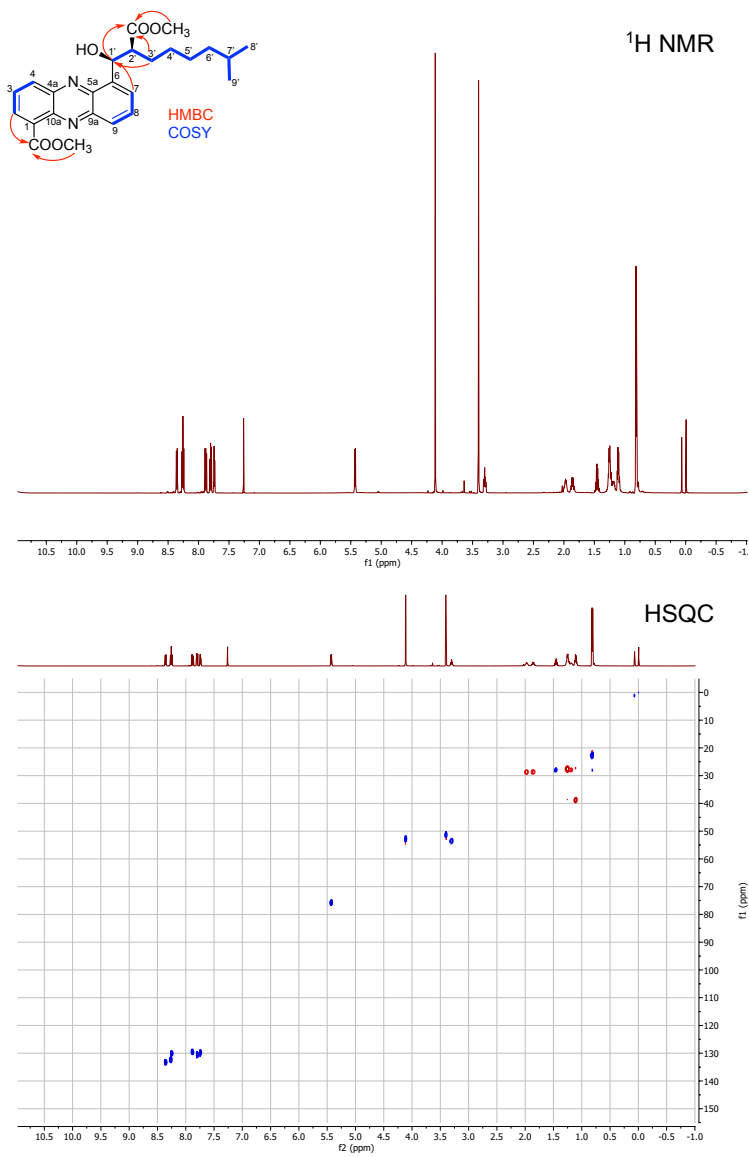 COOCH₃
HO
1'
2'
3'
4'
5'
6'
7'
8'
9'
4
4a
N
5a
6
7
3
8
1
10a
N
9a
9
COOCH₃
HMBC
COSY
¹H NMR
10.5 10.0 9.5 9.0 8.5 8.0 7.5 7.0 6.5 6.0 5.5 5.0 4.5 4.0 3.5 3.0 2.5 2.0 1.5 1.0 0.5 0.0 -0.5 -1.
f1 (ppm)
HSQC
0
10
20
30
40
50
60
70
80
90
100
110
120
130
140
150
f1 (ppm)
10.5 10.0 9.5 9.0 8.5 8.0 7.5 7.0 6.5 6.0 5.5 5.0 4.5 4.0 3.5 3.0 2.5 2.0 1.5 1.0 0.5 0.0 -0.5 -1.0
f2 (ppm)